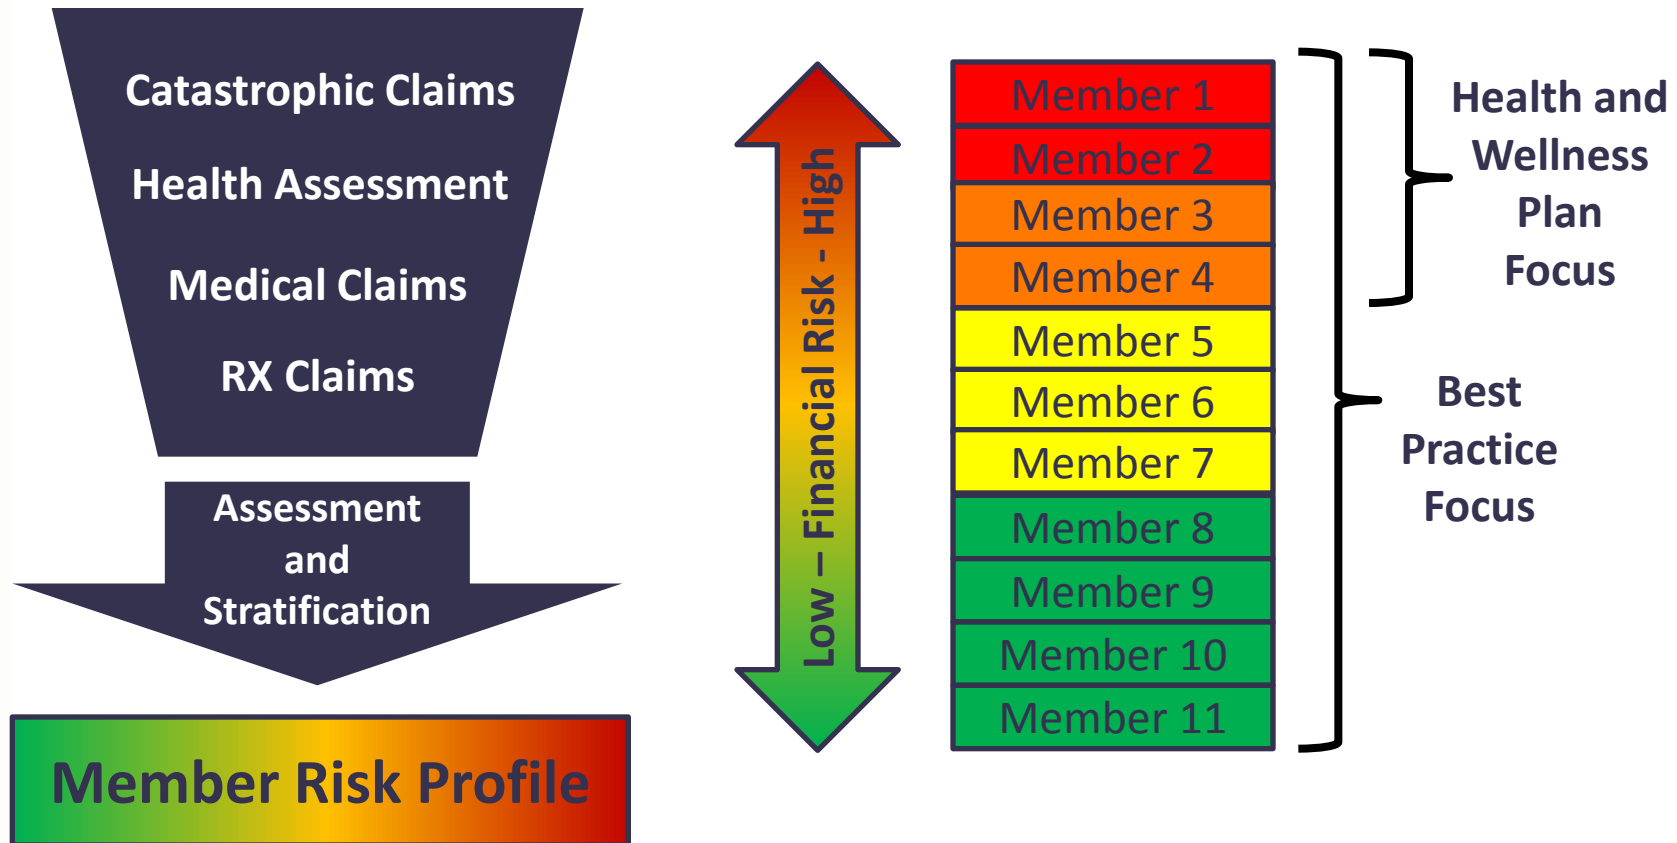 Catastrophic Claims
Health Assessment
Medical Claims
RX Claims
Assessment
and
Stratification
Member Risk Profile
Low – Financial Risk - High
Member 1
Member 2
Member 3
Member 4
Member 5
Member 6
Member 7
Member 8
Member 9
Member 10
Member 11
Health and
Wellness
Plan
Focus
Best
Practice
Focus